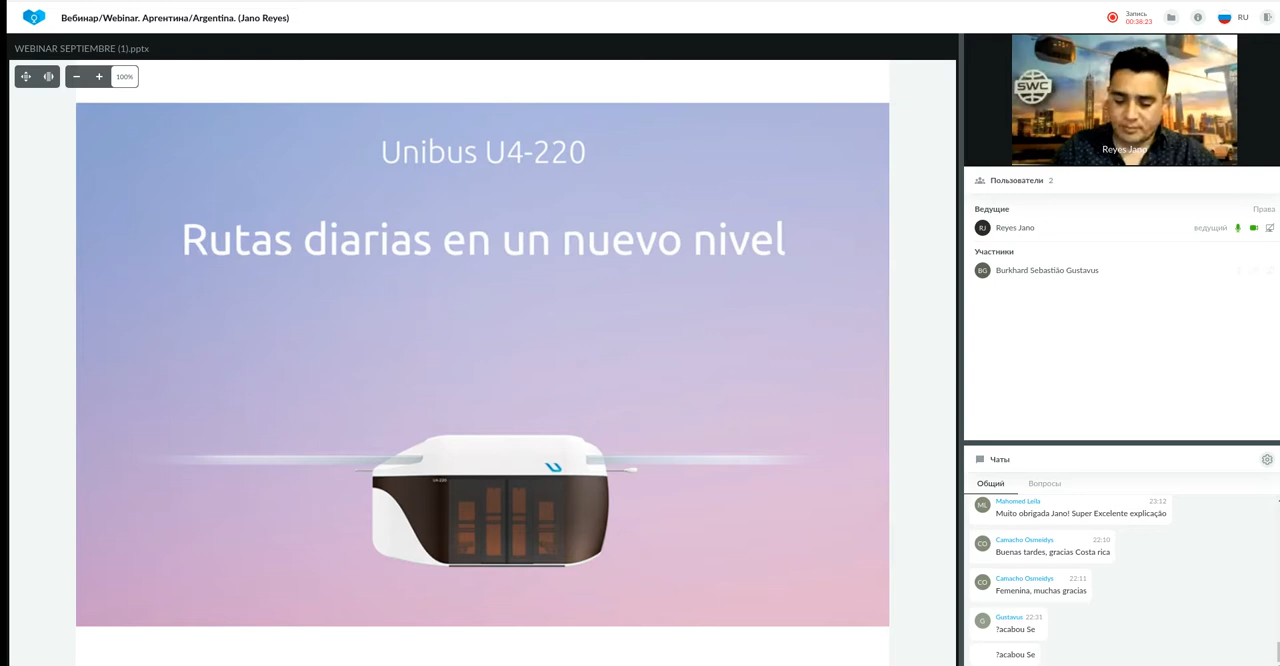 Вебинар/Webinar. Аргентина/Argentina. (Jano Reyes)
Запись
00:38:23
RU
WEBINAR SEPTIEMBRE (1).pptx
100%
Unibus U4-220
Rutas diarias en un nuevo nivel
U4-220
SWC
Reyes Jano
Пользователи 2
Ведущие Права
RJ Reyes Jano ведущий
Участники
BG Burkhard Sebastião Gustavus
Чаты
Общий Вопросы
ML Mahomed Leila 23:12
Muito obrigada Jano! Super Excelente explicação
CO Camacho Osmeidys 22:10
Buenas tardes, gracias Costa rica
CO Camacho Osmeidys 22:11
Femenina, muchas gracias
G Gustavus 22:31
?acabou Se
?acabou Se